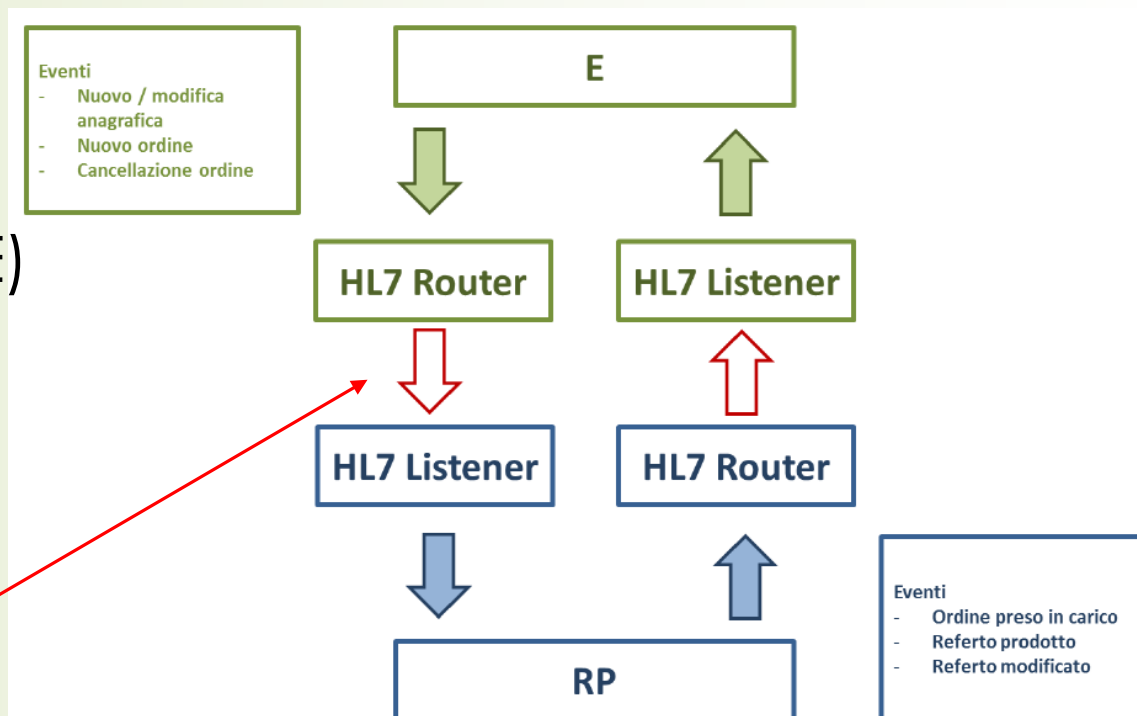 Eventi
- Nuovo / modifica
anagrafica
- Nuovo ordine
- Cancellazione ordine
E
E)
HL7 Router
HL7 Listener
HL7 Listener
HL7 Router
Eventi
- Ordine preso in carico
- Referto prodotto
- Referto modificato
RP